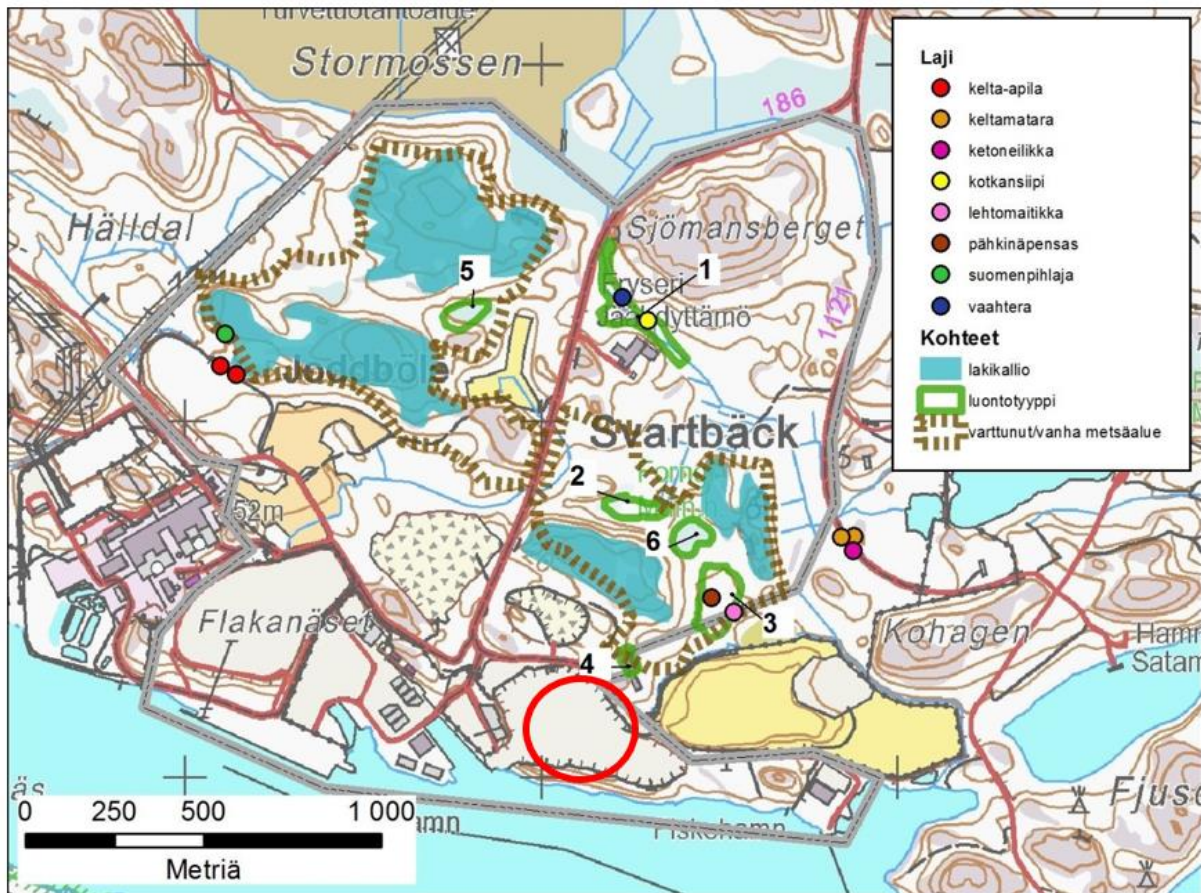 Turvetuotantoalue
Stormossen
186
Hälldal
Sjömansberget
5
1
Fryseri
Jäädyttämö
1121
Joddböle
Svartbäck
2
6
52m
3
Flakanäset
4
Kohagen
Satam
Fiskehamn
Fjusö
0 250 500 1 000
Metriä
Laji
kelta-apila
keltamatara
ketoneilikka
kotkansiipi
lehtomaitikka
pähkinäpensas
suomenpihlaja
vaahtera
Kohteet
lakikallio
luontotyyppi
varttunut/vanha metsäalue